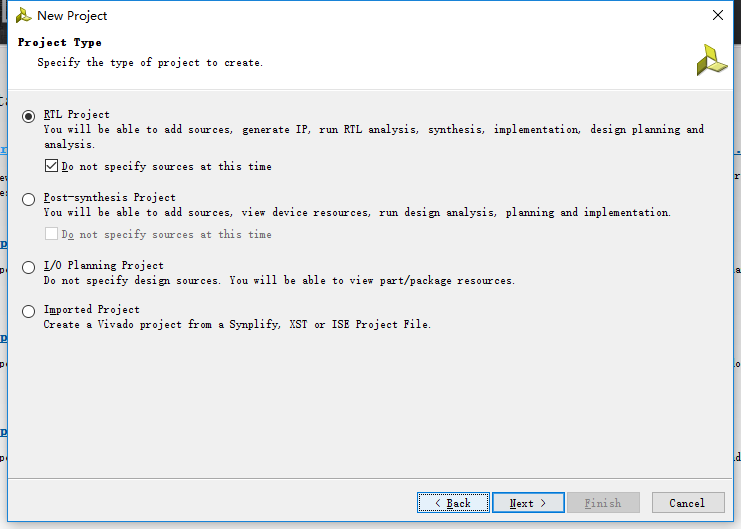 New Project
Project Type
Specify the type of project to create.
RTL Project
You will be able to add sources, generate IP, run RTL analysis, synthesis, implementation, design planning and
analysis.
Do not specify sources at this time
Post-synthesis Project
You will be able to add sources, view device resources, run design analysis, planning and implementation.
Do not specify sources at this time
I/O Planning Project
Do not specify design sources. You will be able to view part/package resources.
Imported Project
Create a Vivado project from a Synplify, XST or ISE Project File.
< Back
Next >
Finish
Cancel